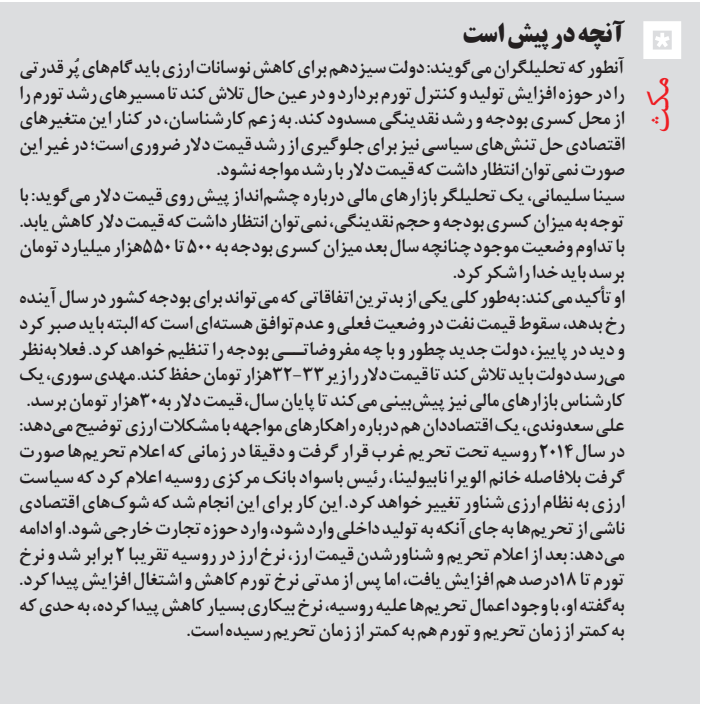 آنچه در پیش است
مکث
آنطور که تحلیلگران می‌گویند: دولت سیزدهم برای کاهش نوسانات ارزی باید گام‌های پُر قدرتی
را در حوزه افزایش تولید و کنترل تورم بردارد و در عین حال تلاش کند تا مسیرهای رشد تورم را
از محل کسری بودجه و رشد نقدینگی مسدود کند. به زعم کارشناسان، در کنار این متغیرهای
اقتصادی حل تنش‌های سیاسی نیز برای جلوگیری از رشد قیمت دلار ضروری است؛ در غیر این
صورت نمی‌توان انتظار داشت که قیمت دلار با رشد مواجه نشود.
سینا سلیمانی، یک تحلیلگر بازارهای مالی درباره چشم‌انداز پیش روی قیمت دلار می‌گوید: با
توجه به میزان کسری بودجه و حجم نقدینگی، نمی‌توان انتظار داشت که قیمت دلار کاهش یابد.
با تداوم وضعیت موجود چنانچه سال بعد میزان کسری بودجه به ۵۰۰ تا ۵۵۰هزار میلیارد تومان
برسد باید خدا را شکر کرد.
او تأکید می‌کند: به‌طور کلی یکی از بدترین اتفاقاتی که می‌تواند برای بودجه کشور در سال آینده
رخ بدهد، سقوط قیمت نفت در وضعیت فعلی و عدم توافق هسته‌ای است که البته باید صبر کرد
و دید در پاییز، دولت جدید چطور و با چه مفروضاتــی بودجه را تنظیم خواهد کرد. فعلا به‌نظر
می‌رسد دولت باید تلاش کند تا قیمت دلار را زیر ۳۳-۳۲هزار تومان حفظ کند. مهدی سوری، یک
کارشناس بازارهای مالی نیز پیش‌بینی می‌کند تا پایان سال، قیمت دلار به۳۰هزار تومان برسد.
علی سعدوندی، یک اقتصاددان هم درباره راهکارهای مواجهه با مشکلات ارزی توضیح می‌دهد:
در سال ۲۰۱۴ روسیه تحت تحریم غرب قرار گرفت و دقیقا در زمانی که اعلام تحریم‌ها صورت
گرفت بلافاصله خانم الویرا نابیولینا، رئیس باسواد بانک مرکزی روسیه اعلام کرد که سیاست
ارزی به نظام ارزی شناور تغییر خواهد کرد. این کار برای این انجام شد که شوک‌های اقتصادی
ناشی از تحریم‌ها به جای آنکه به تولید داخلی وارد شود، وارد حوزه تجارت خارجی شود. او ادامه
می‌دهد: بعد از اعلام تحریم و شناورشدن قیمت ارز، نرخ ارز در روسیه تقریبا ۲ برابر شد و نرخ
تورم تا ۱۸درصد هم افزایش یافت، اما پس از مدتی نرخ تورم کاهش و اشتغال افزایش پیدا کرد.
به‌گفته او، با وجود اعمال تحریم‌ها علیه روسیه، نرخ بیکاری بسیار کاهش پیدا کرده، به حدی که
به کمتر از زمان تحریم و تورم هم به کمتر از زمان تحریم رسیده است.